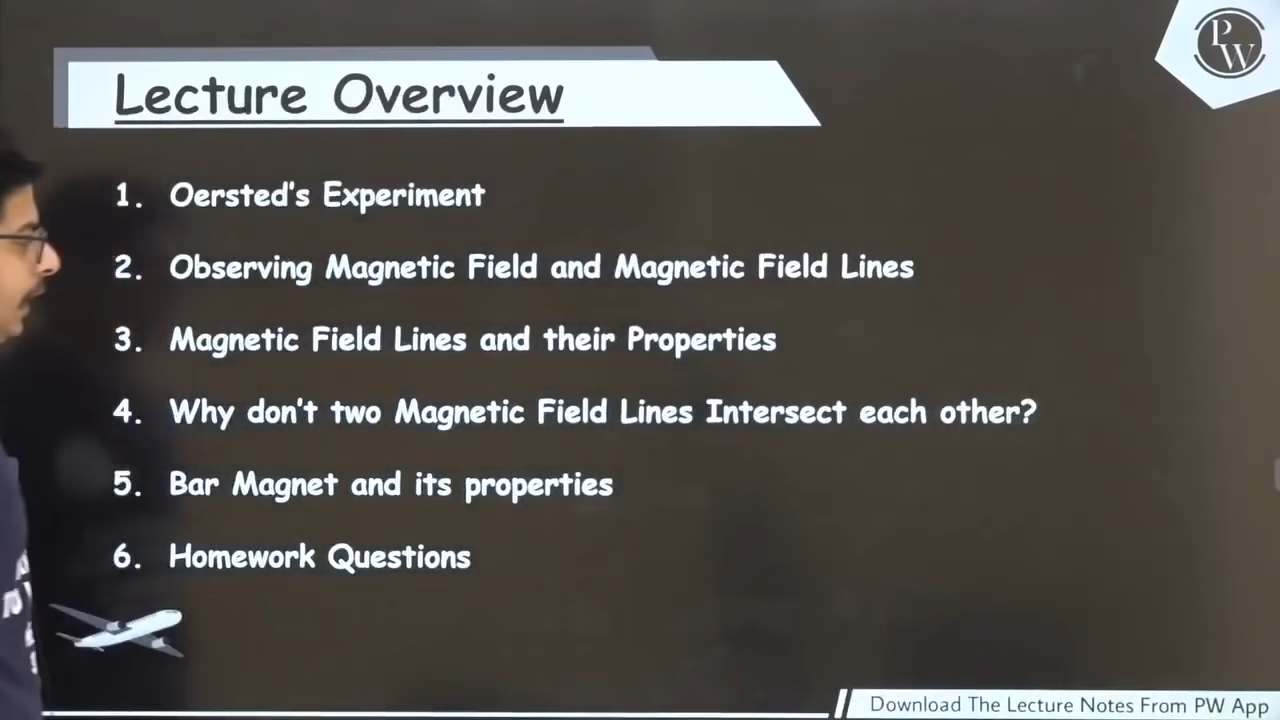 Lecture Overview
PW
1. Oersted's Experiment
2. Observing Magnetic Field and Magnetic Field Lines
3. Magnetic Field Lines and their Properties
4. Why don't two Magnetic Field Lines Intersect each other?
5. Bar Magnet and its properties
6. Homework Questions
Download The Lecture Notes From PW App